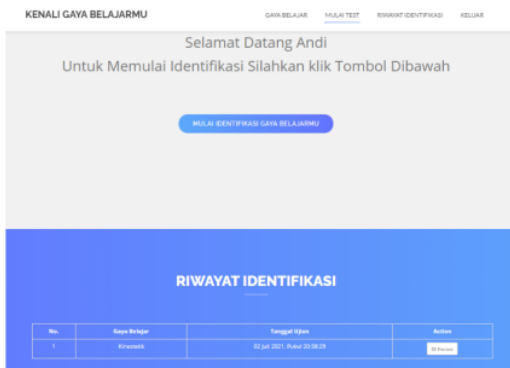 KENALI GAYA BELAJARMU
GAYA BELAJAR MULAI TEST RIWAYAT IDENTIFIKASI KELUAR
Selamat Datang Andi
Untuk Memulai Identifikasi Silahkan klik Tombol Dibawah
MULAI IDENTIFIKASI GAYA BELAJARMU
RIWAYAT IDENTIFIKASI
No. Gaya Belajar Tanggal Ujian Action
1 Kinestetik 02 Juli 2021, Pukul 20:58:29